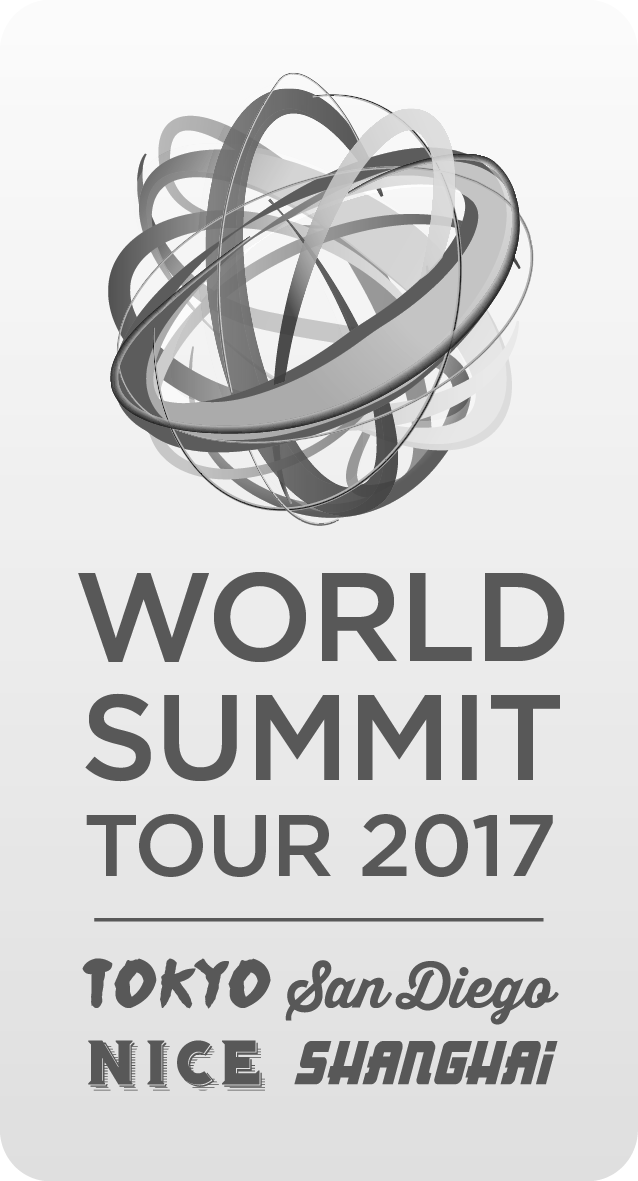 WORLD
SUMMIT
TOUR 2017
TOKYO San Diego
NICE SHANGHAi